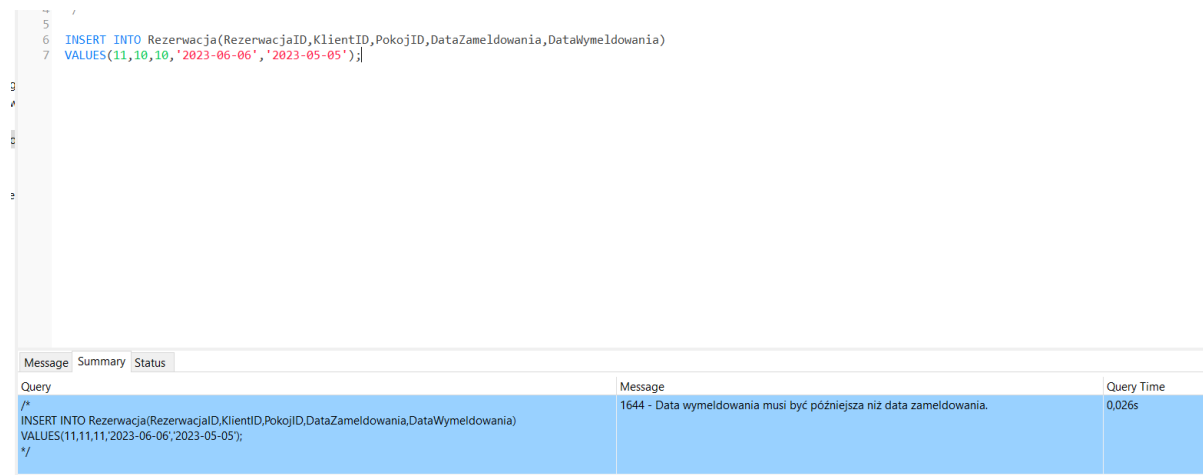 5
6 INSERT INTO Rezerwacja(RezerwacjaID,KlientID,PokojID,DataZameldowania,DataWymeldowania)
7 VALUES(11,10,10,'2023-06-06','2023-05-05');
Message Summary Status
Query Message Query Time
/* 1644 - Data wymeldowania musi być późniejsza niż data zameldowania. 0,026s
INSERT INTO Rezerwacja(RezerwacjaID,KlientID,PokojID,DataZameldowania,DataWymeldowania)
VALUES(11,11,11,'2023-06-06','2023-05-05');
*/